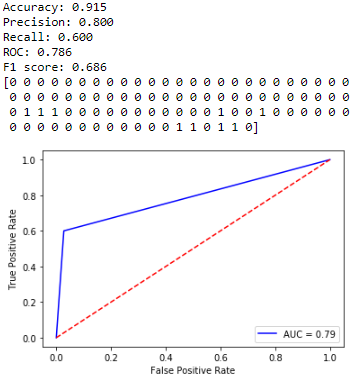 Accuracy: 0.915
Precision: 0.800
Recall: 0.600
ROC: 0.786
F1 score: 0.686
[0 0 0 0 0 0 0 0 0 0 0 0 0 0 0 0 0 0 0 0 0 0 0 0 0
0 0 0 0 0 0 0 0 0 0 0 0 0 0 0 0 0 0 0 0 0 0 0 0 0
0 1 1 1 0 0 0 0 0 0 0 0 0 0 0 1 0 0 1 0 0 0 0 0 0
0 0 0 0 0 0 0 0 0 0 0 0 1 1 0 1 1 0]
1.0
0.8
0.6
0.4
0.2
0.0
True Positive Rate
AUC = 0.79
0.0 0.2 0.4 0.6 0.8 1.0
False Positive Rate